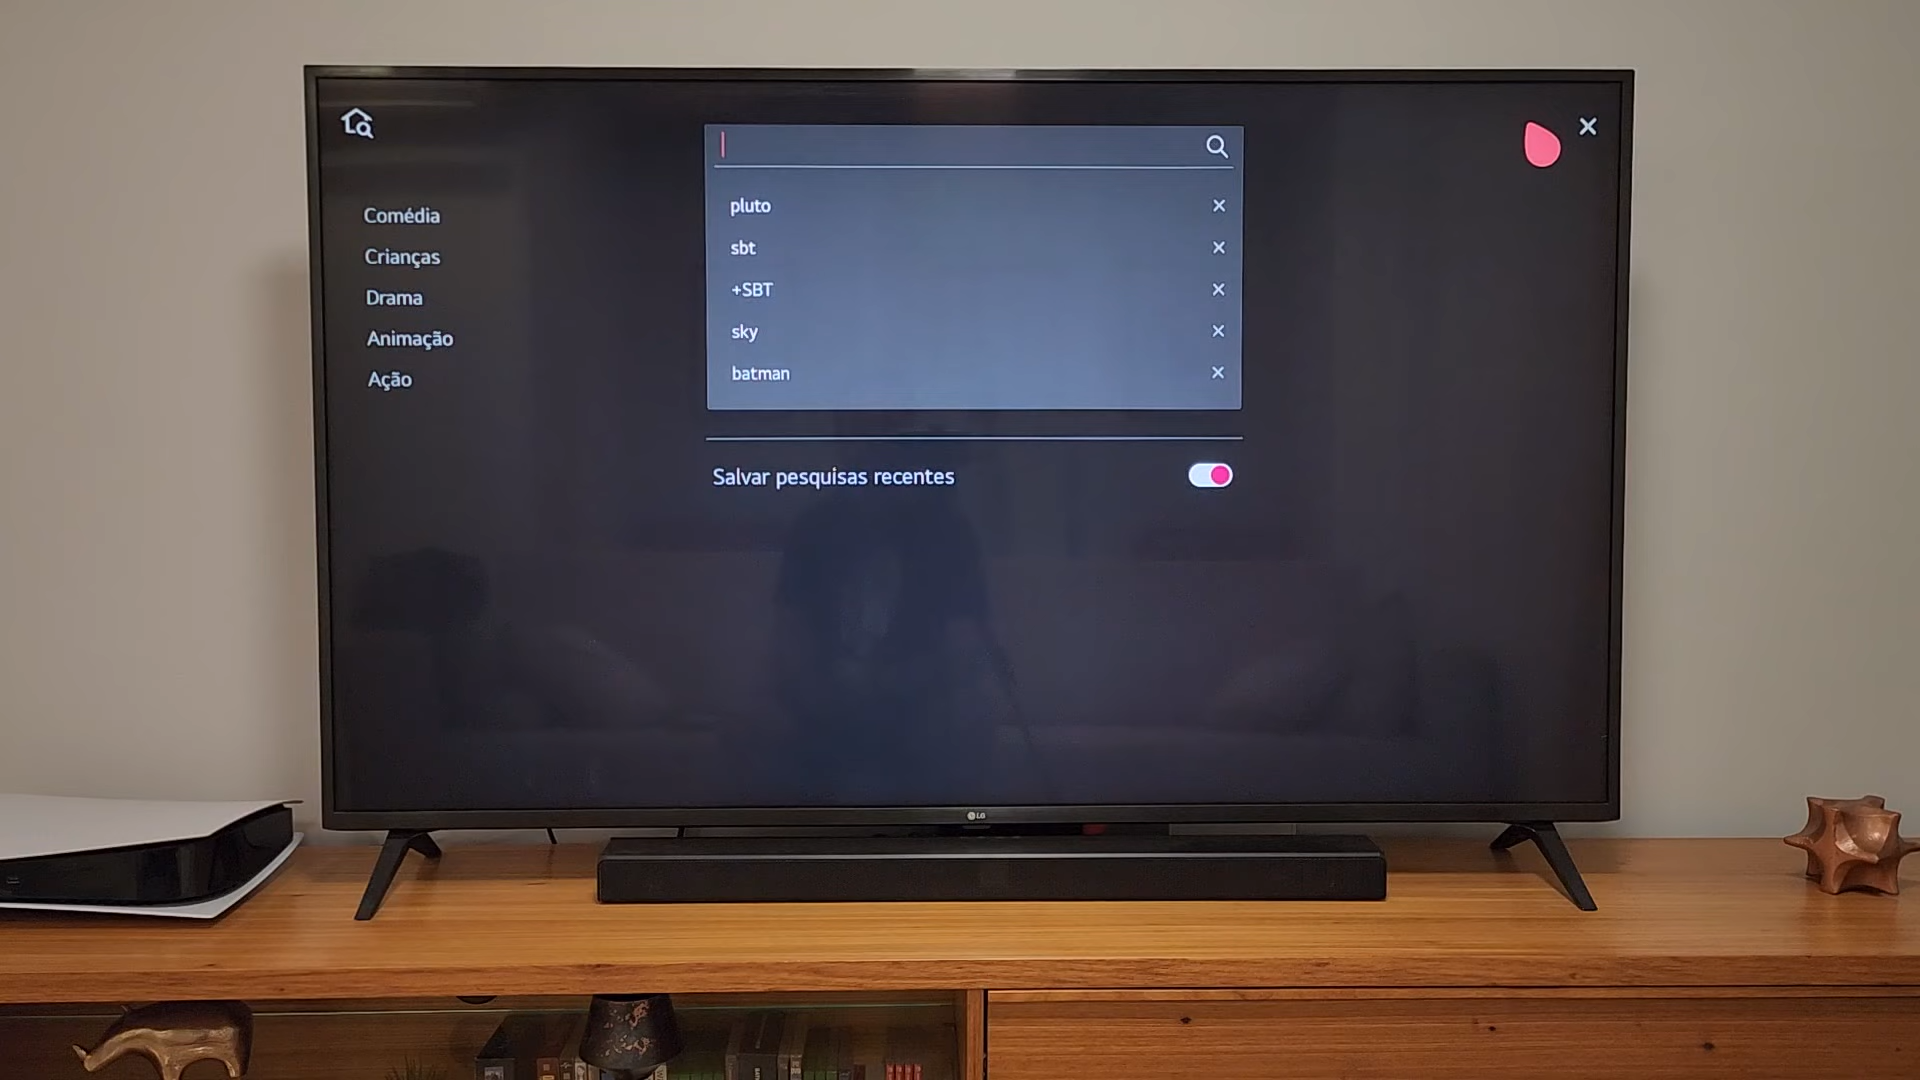 Comédia
Crianças
Drama
Animação
Ação
pluto
sbt
+SBT
sky
batman
Salvar pesquisas recentes
LG